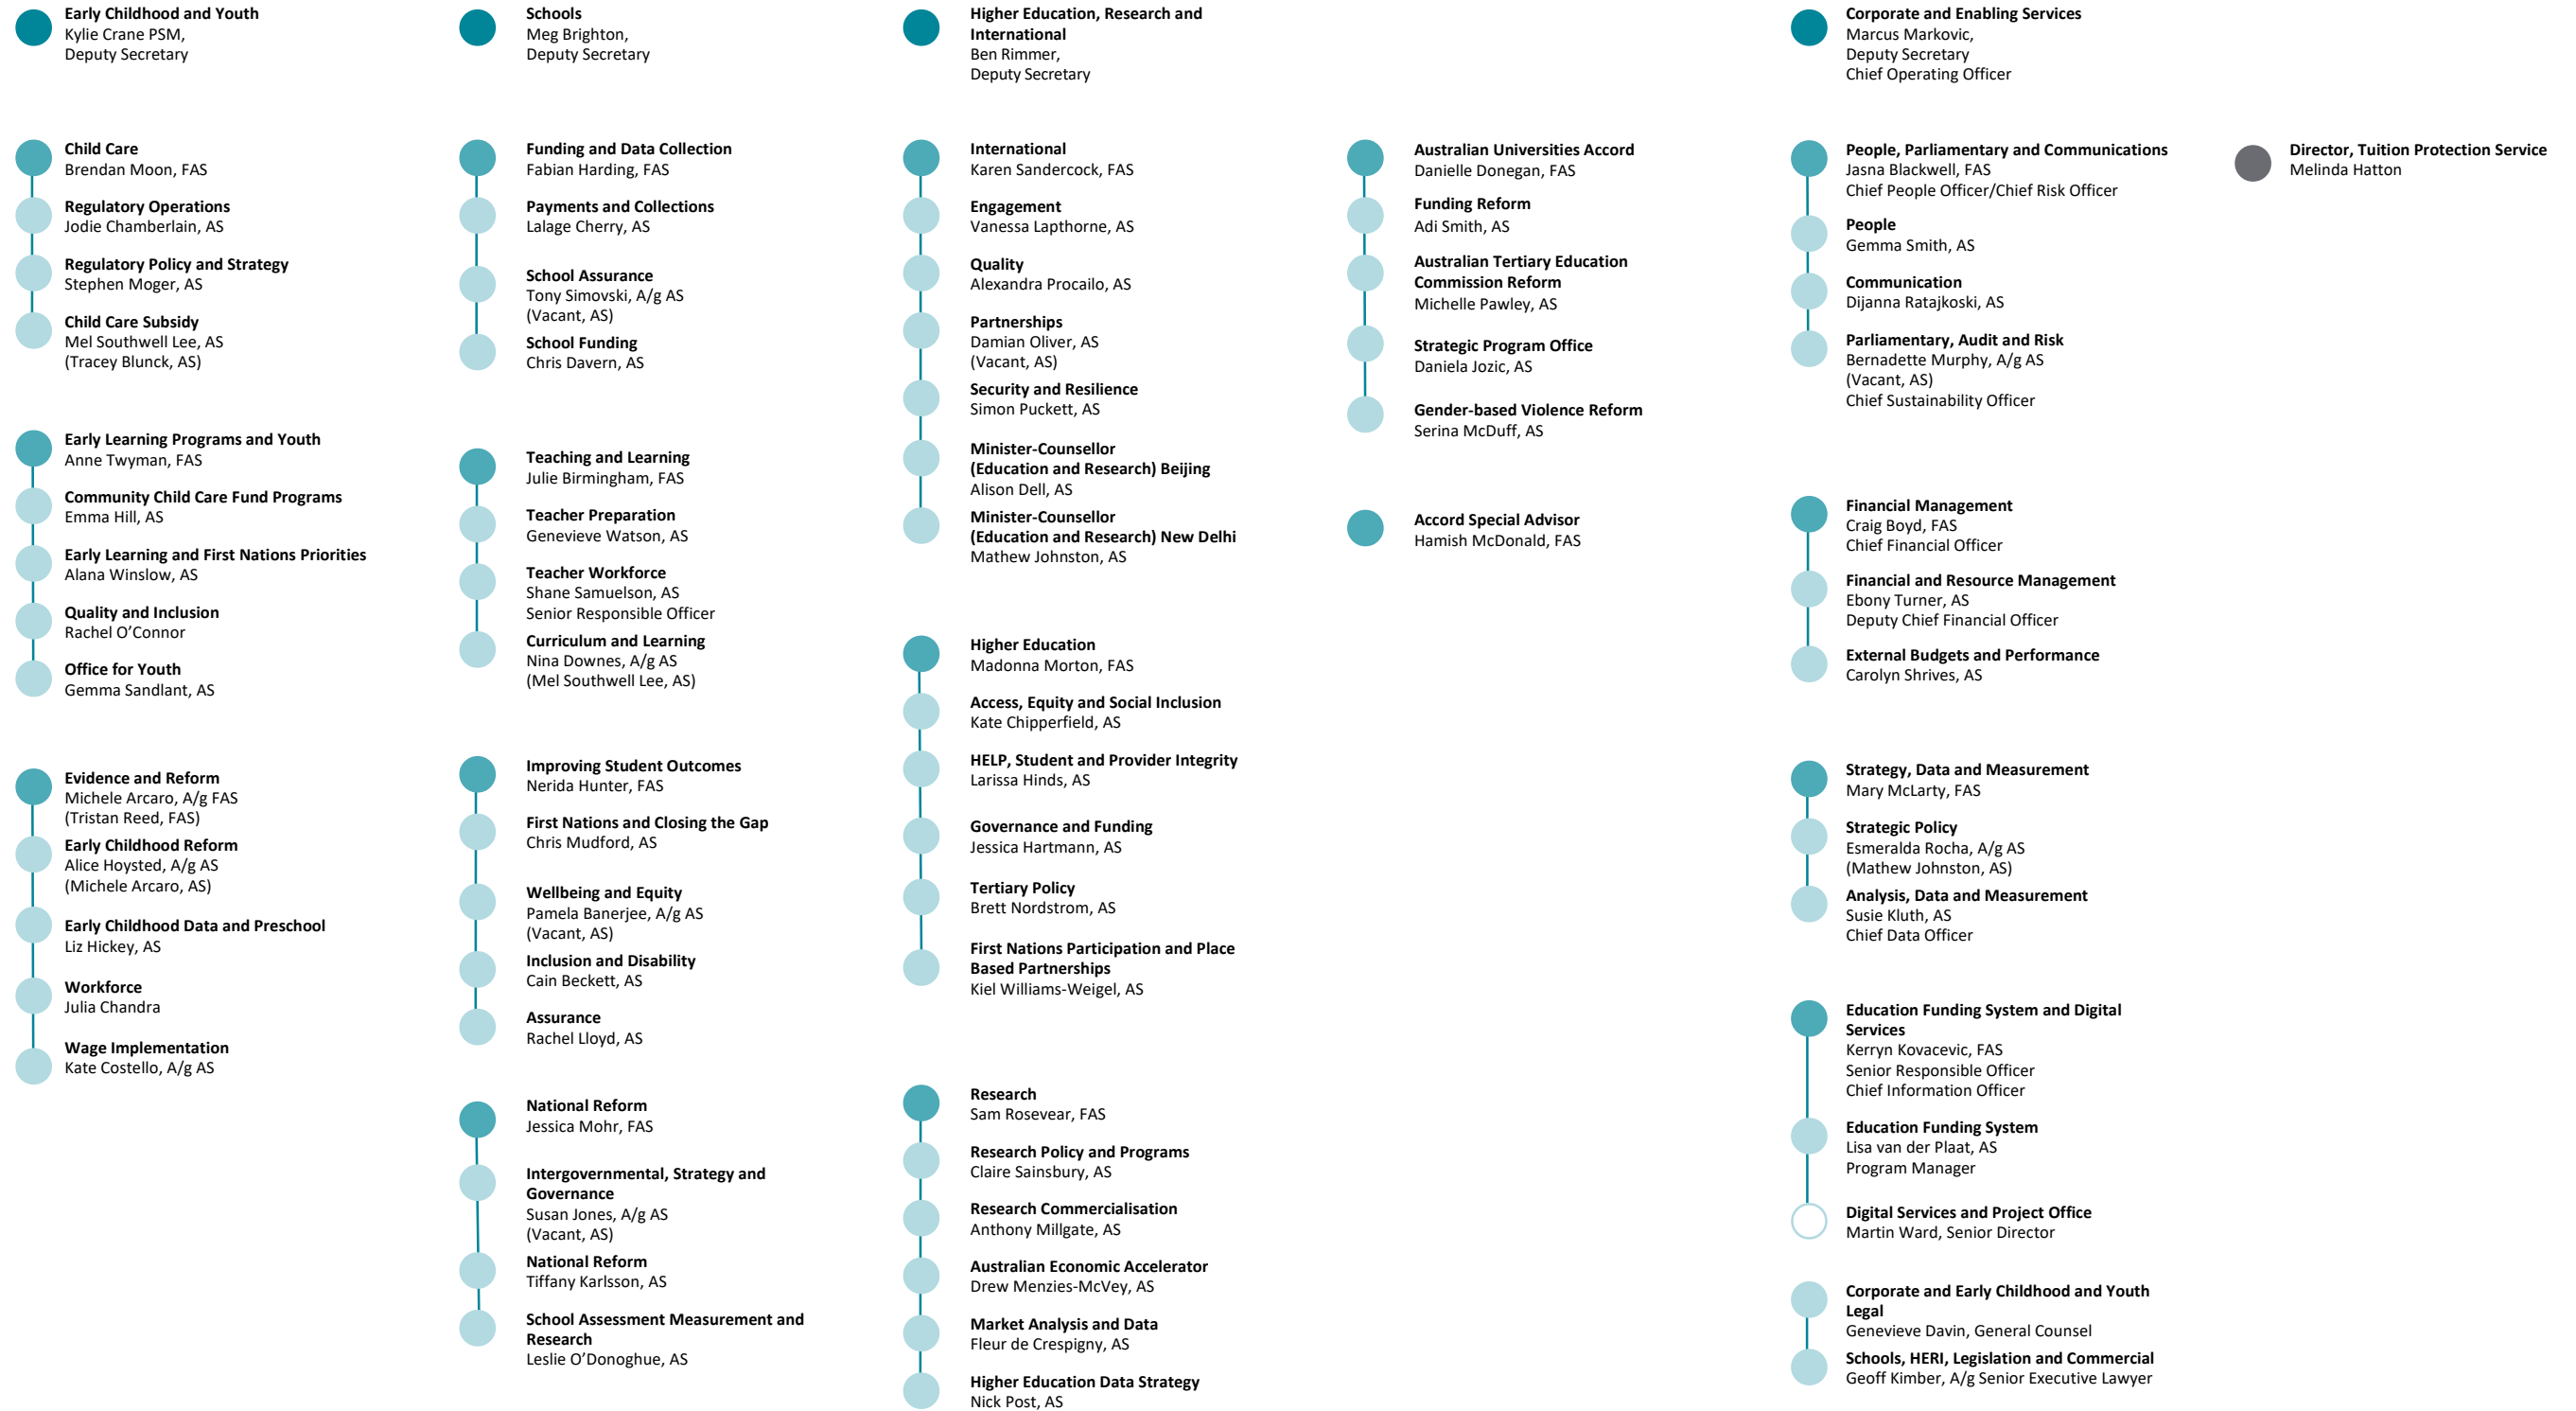 Early Childhood and Youth
Kylie Crane PSM,
Deputy Secretary
Child Care
Brendan Moon, FAS
Regulatory Operations
Jodie Chamberlain, AS
Regulatory Policy and Strategy
Stephen Moger, AS
Child Care Subsidy
Mel Southwell Lee, AS
(Tracey Blunck, AS)
Early Learning Programs and Youth
Anne Twyman, FAS
Community Child Care Fund Programs
Emma Hill, AS
Early Learning and First Nations Priorities
Alana Winslow, AS
Quality and Inclusion
Rachel O’Connor
Office for Youth
Gemma Sandlant, AS
Evidence and Reform
Michele Arcaro, A/g FAS
(Tristan Reed, FAS)
Early Childhood Reform
Alice Hoysted, A/g AS
(Michele Arcaro, AS)
Early Childhood Data and Preschool
Liz Hickey, AS
Workforce
Julia Chandra
Wage Implementation
Kate Costello, A/g AS
Schools
Meg Brighton,
Deputy Secretary
Funding and Data Collection
Fabian Harding, FAS
Payments and Collections
Lalage Cherry, AS
School Assurance
Tony Simovski, A/g AS
(Vacant, AS)
School Funding
Chris Davern, AS
Teaching and Learning
Julie Birmingham, FAS
Teacher Preparation
Genevieve Watson, AS
Teacher Workforce
Shane Samuelson, AS
Senior Responsible Officer
Curriculum and Learning
Nina Downes, A/g AS
(Mel Southwell Lee, AS)
Improving Student Outcomes
Nerida Hunter, FAS
First Nations and Closing the Gap
Chris Mudford, AS
Wellbeing and Equity
Pamela Banerjee, A/g AS
(Vacant, AS)
Inclusion and Disability
Cain Beckett, AS
Assurance
Rachel Lloyd, AS
National Reform
Jessica Mohr, FAS
Intergovernmental, Strategy and
Governance
Susan Jones, A/g AS
(Vacant, AS)
National Reform
Tiffany Karlsson, AS
School Assessment Measurement and
Research
Leslie O’Donoghue, AS
Higher Education, Research and
International
Ben Rimmer,
Deputy Secretary
International
Karen Sandercock, FAS
Engagement
Vanessa Lapthorne, AS
Quality
Alexandra Procailo, AS
Partnerships
Damian Oliver, AS
(Vacant, AS)
Security and Resilience
Simon Puckett, AS
Minister-Counsellor
(Education and Research) Beijing
Alison Dell, AS
Minister-Counsellor
(Education and Research) New Delhi
Mathew Johnston, AS
Higher Education
Madonna Morton, FAS
Access, Equity and Social Inclusion
Kate Chipperfield, AS
HELP, Student and Provider Integrity
Larissa Hinds, AS
Governance and Funding
Jessica Hartmann, AS
Tertiary Policy
Brett Nordstrom, AS
First Nations Participation and Place
Based Partnerships
Kiel Williams-Weigel, AS
Research
Sam Rosevear, FAS
Research Policy and Programs
Claire Sainsbury, AS
Research Commercialisation
Anthony Millgate, AS
Australian Economic Accelerator
Drew Menzies-McVey, AS
Market Analysis and Data
Fleur de Crespigny, AS
Higher Education Data Strategy
Nick Post, AS
Australian Universities Accord
Danielle Donegan, FAS
Funding Reform
Adi Smith, AS
Australian Tertiary Education
Commission Reform
Michelle Pawley, AS
Strategic Program Office
Daniela Jozic, AS
Gender-based Violence Reform
Serina McDuff, AS
Accord Special Advisor
Hamish McDonald, FAS
Corporate and Enabling Services
Marcus Markovic,
Deputy Secretary
Chief Operating Officer
People, Parliamentary and Communications
Jasna Blackwell, FAS
Chief People Officer/Chief Risk Officer
People
Gemma Smith, AS
Communication
Dijanna Ratajkoski, AS
Parliamentary, Audit and Risk
Bernadette Murphy, A/g AS
(Vacant, AS)
Chief Sustainability Officer
Financial Management
Craig Boyd, FAS
Chief Financial Officer
Financial and Resource Management
Ebony Turner, AS
Deputy Chief Financial Officer
External Budgets and Performance
Carolyn Shrives, AS
Strategy, Data and Measurement
Mary McLarty, FAS
Strategic Policy
Esmeralda Rocha, A/g AS
(Mathew Johnston, AS)
Analysis, Data and Measurement
Susie Kluth, AS
Chief Data Officer
Education Funding System and Digital
Services
Kerryn Kovacevic, FAS
Senior Responsible Officer
Chief Information Officer
Education Funding System
Lisa van der Plaat, AS
Program Manager
Digital Services and Project Office
Martin Ward, Senior Director
Corporate and Early Childhood and Youth
Legal
Genevieve Davin, General Counsel
Schools, HERI, Legislation and Commercial
Geoff Kimber, A/g Senior Executive Lawyer
Director, Tuition Protection Service
Melinda Hatton